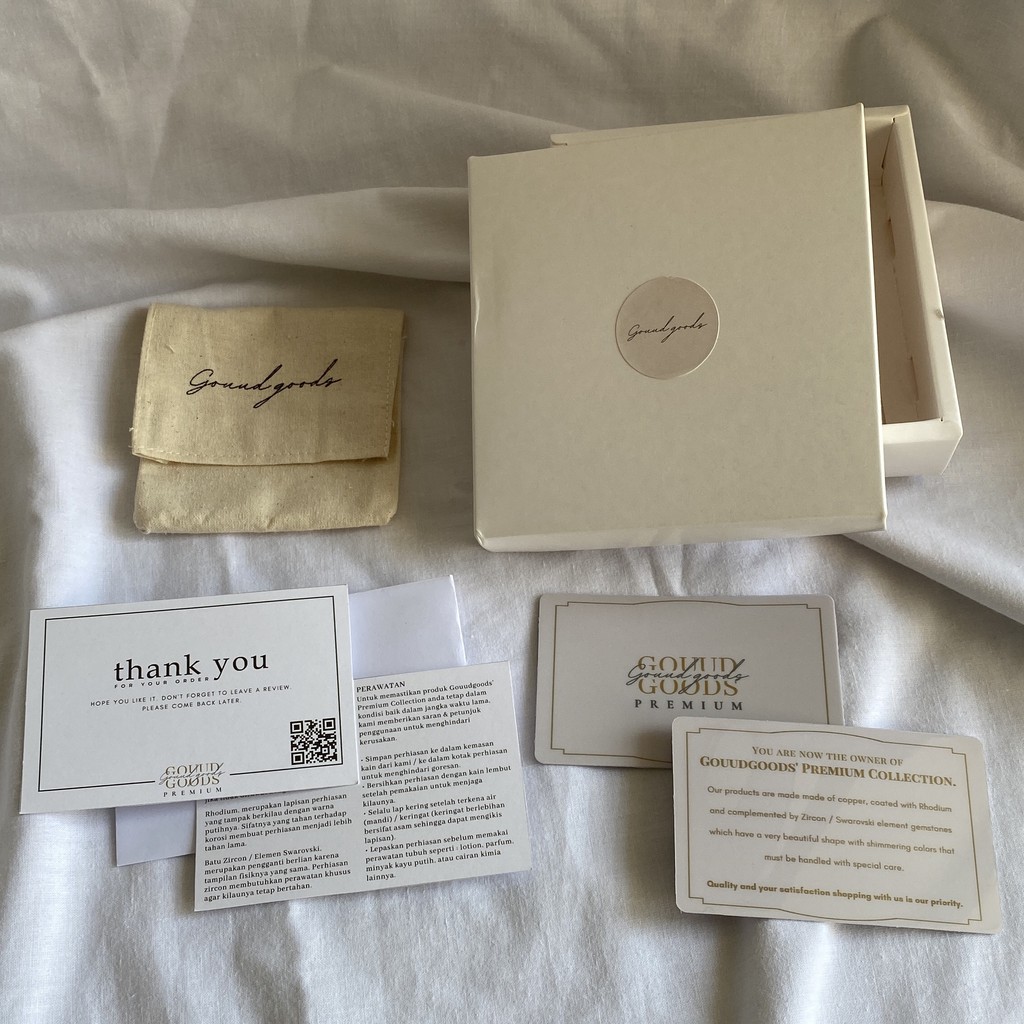 Gouudgoods
Gouudgoods
thank you
FOR YOUR ORDER
HOPE YOU LIKE IT. DON'T FORGET TO LEAVE A REVIEW.
PLEASE COME BACK LATER.
GOUUD
Gouudgoods
GOODS
PREMIUM
Rhodium, merupakan lapisan perhiasan
yang tampak berkilau dengan warna
putihnya. Sifatnya yang tahan terhadap
korosi membuat perhiasan menjadi lebih
tahan lama.
Batu Zircon / Elemen Swarovski.
merupakan pengganti berlian karena
tampilan fisiknya yang sama. Perhiasan
zircon membutuhkan perawatan khusus
agar kilaunya tetap bertahan.
PERAWATAN
Untuk memastikan produk Gouudgoods'
Premium Collection anda tetap dalam
kondisi baik dalam jangka waktu lama.
kami memberikan saran & petunjuk
penggunaan untuk menghindari
kerusakan.
• Simpan perhiasan ke dalam kemasan
kain dari kami / ke dalam kotak perhiasan
untuk menghindari goresan.
• Bersihkan perhiasan dengan kain lembut
setelah pemakaian untuk menjaga
kilaunya.
• Selalu lap kering setelah terkena air
(mandi) / keringat (keringat berlebihan
bersifat asam sehingga dapat mengikis
lapisan).
• Lepaskan perhiasan sebelum memakai
perawatan tubuh seperti : lotion, parfum,
minyak kayu putih, atau cairan kimia
lainnya.
GOUUD
Gouudgoods
GOODS
PREMIUM
YOU ARE NOW THE OWNER OF
GOUUDGOODS' PREMIUM COLLECTION.
Our products are made made of copper, coated with Rhodium
and complemented by Zircon / Swarovski element gemstones
which have a very beautiful shape with shimmering colors that
must be handled with special care.
Quality and your satisfaction shopping with us is our priority.